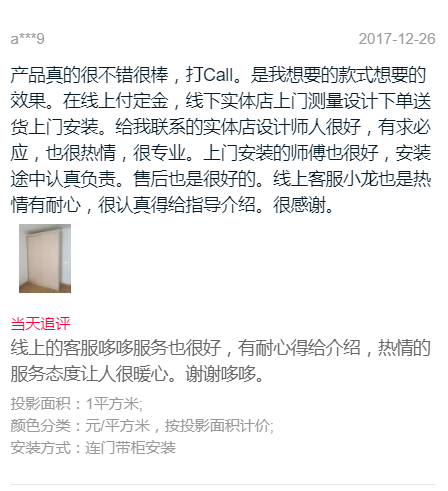 a***9 2017-12-26
产品真的很不错很棒，打Call。是我想要的款式想要的
效果。在线上付定金，线下实体店上门测量设计下单送
货上门安装。给我联系的实体店设计师人很好，有求必
应，也很热情，很专业。上门安装的师傅也很好，安装
途中认真负责。售后也是很好的。线上客服小龙也是热
情有耐心，很认真得给指导介绍。很感谢。
当天追评
线上的客服哆哆服务也很好，有耐心得给介绍，热情的
服务态度让人很暖心。谢谢哆哆。
投影面积：1平方米;
颜色分类：元/平方米，按投影面积计价;
安装方式：连门带柜安装